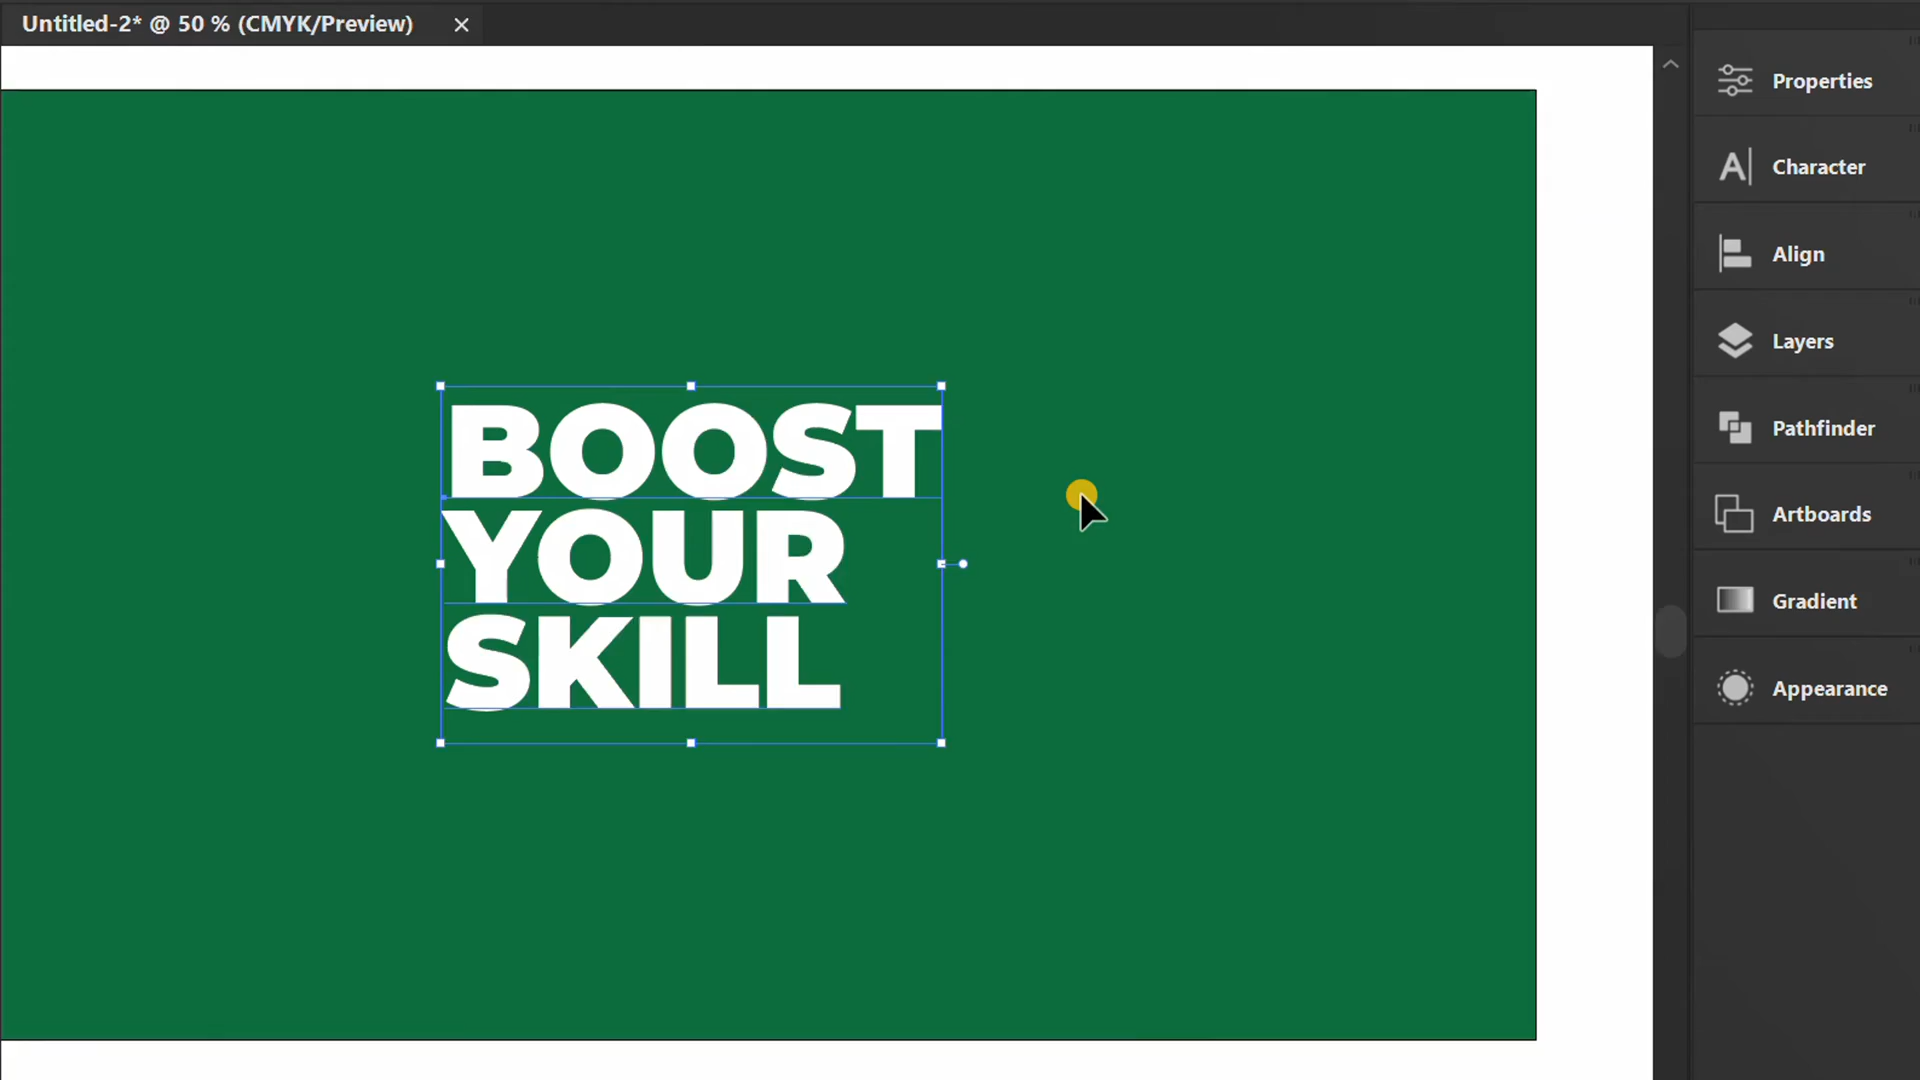 Untitled-2* @ 50 % (CMYK/Preview)
Properties
Character
Align
Layers
Pathfinder
Artboards
Gradient
Appearance
BOOST
YOUR
SKILL